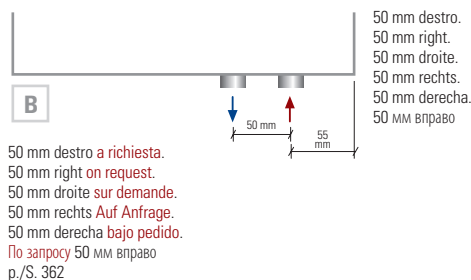 50 mm destro.
50 mm right.
50 mm droite.
50 mm rechts.
50 mm derecha.
50 мм вправо
50 mm
55
mm
B
50 mm destro a richiesta.
50 mm right on request.
50 mm droite sur demande.
50 mm rechts Auf Anfrage.
50 mm derecha bajo pedido.
По запросу 50 мм вправо
p./S. 362